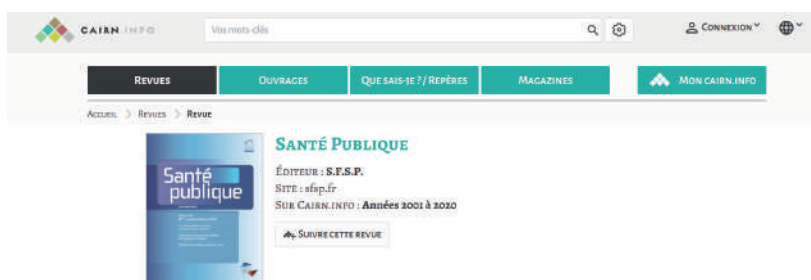 CAIRN.INFO
Vos mots-clés
CONNEXION
REVUES
OUVRAGES
QUE SAIS-JE ? / REPÈRES
MAGAZINES
MON CAIRN.INFO
ACCUEIL > REVUES > REVUE
Santé
publique
SANTÉ PUBLIQUE
ÉDITEUR : S.F.S.P.
SITE : sfsp.fr
SUR CAIRN.INFO : Années 2001 à 2020
SUIVRE CETTE REVUE